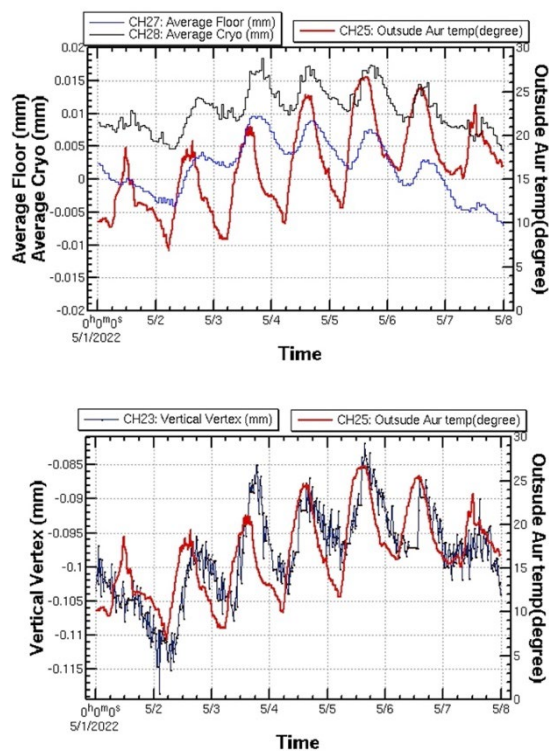 CH27: Average Floor (mm)
CH28: Average Cryo (mm)
CH25: Outsude Aur temp(degree)
Average Floor (mm)
Average Cryo (mm)
0.02
0.015
0.01
0.005
0
-0.005
-0.01
-0.015
-0.02
30
25
20
15
10
5
0
Outsude Aur temp(degree)
0h0m0s 5/2 5/3 5/4 5/5 5/6 5/7 5/8
5/1/2022
Time
CH23: Vertical Vertex (mm)
CH25: Outsude Aur temp(degree)
Vertical Vertex (mm)
-0.085
-0.09
-0.095
-0.1
-0.105
-0.11
-0.115
30
25
20
15
10
5
0
Outsude Aur temp(degree)
0h0m0s 5/2 5/3 5/4 5/5 5/6 5/7 5/8
5/1/2022
Time